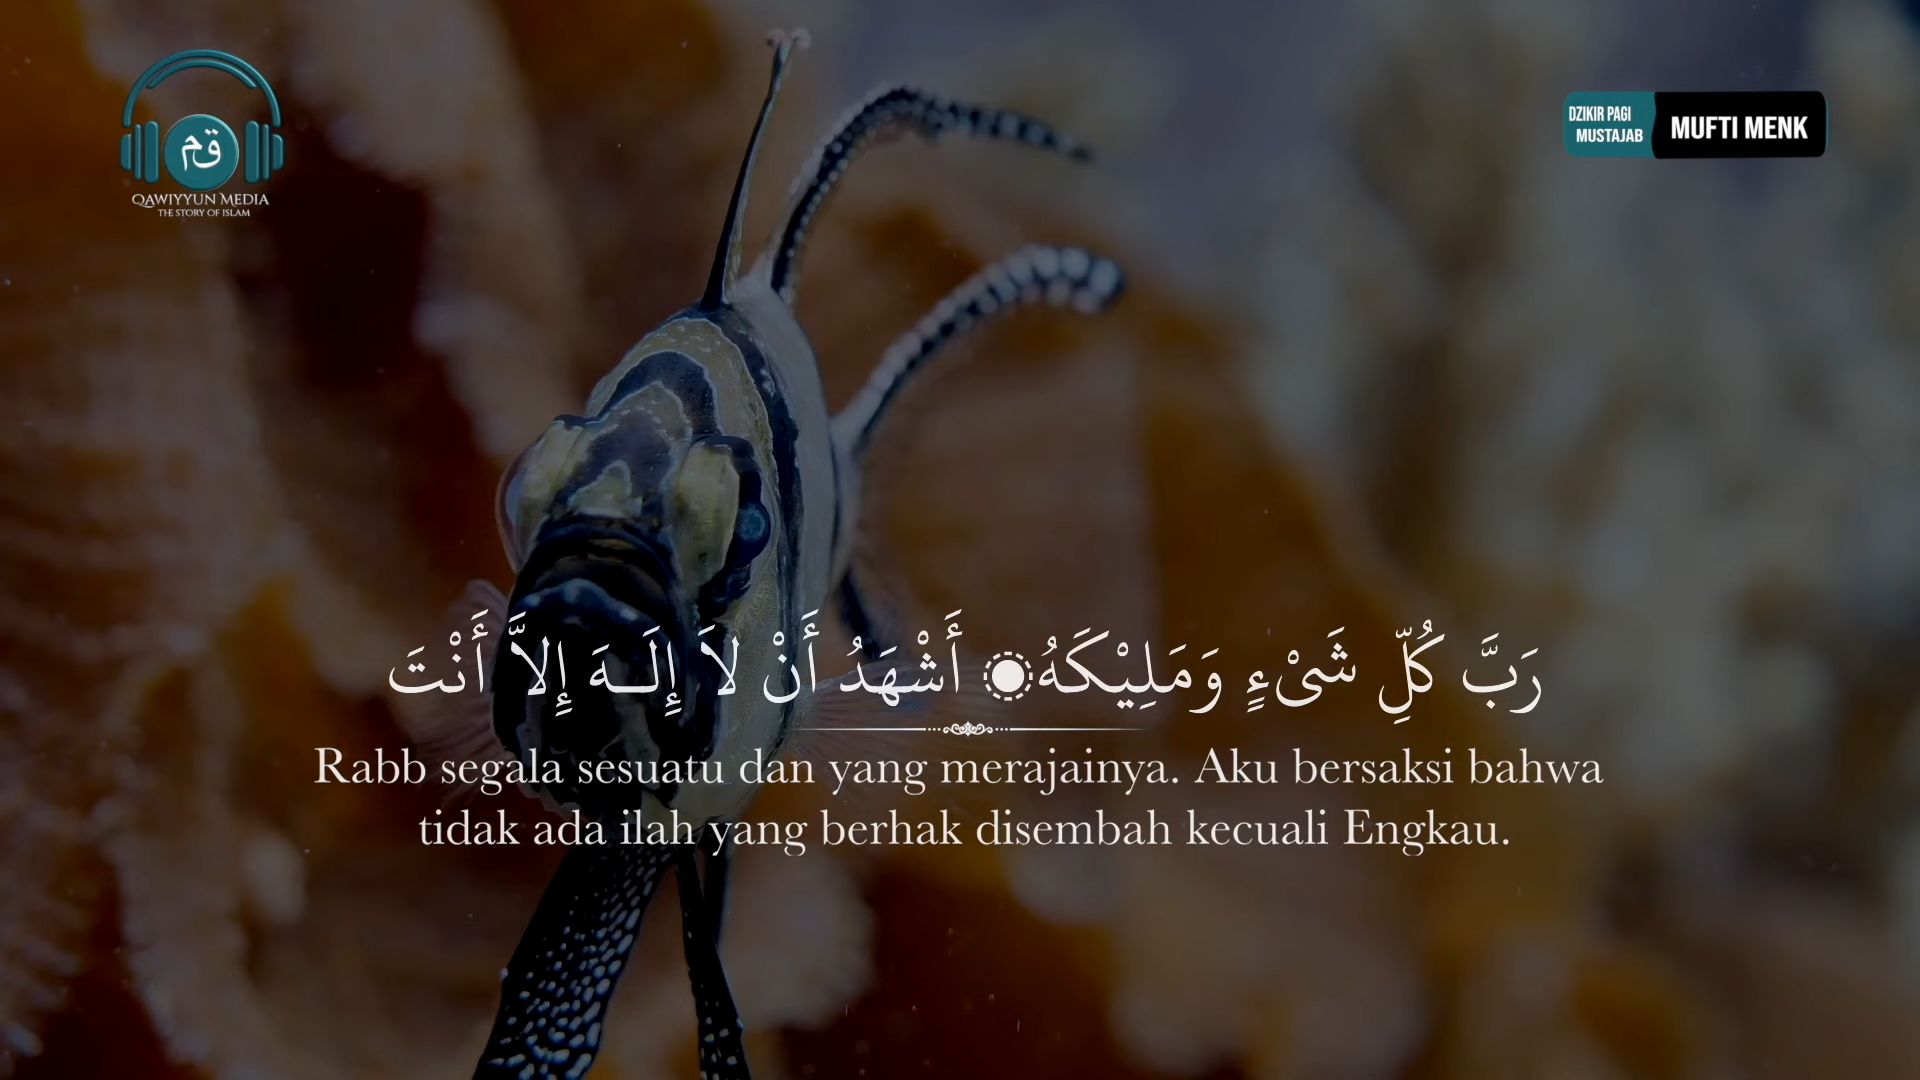 قم
QAWIYYUN MEDIA
THE STORY OF ISLAM
DZIKIR PAGI
MUSTAJAB
MUFTI MENK
رَبَّ كُلِّ شَىْءٍ وَمَلِيْكَهُ أَشْهَدُ أَنْ لاَ إِلَـهَ إِلاَّ أَنْتَ
Rabb segala sesuatu dan yang merajainya. Aku bersaksi bahwa
tidak ada ilah yang berhak disembah kecuali Engkau.